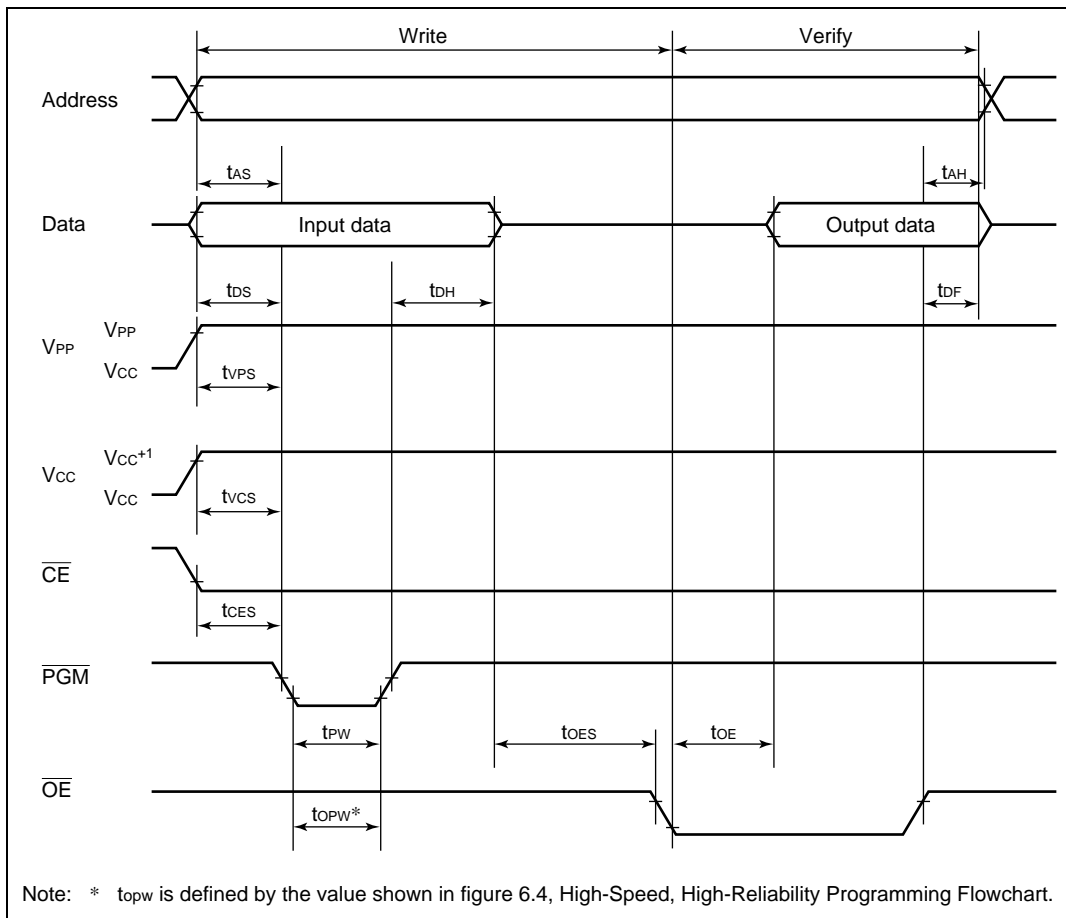 Write Verify
Address
tAS tAH
Data Input data Output data
tDS tDH tDF
VPP VPP
VCC
tVPS
VCC VCC+1
VCC
tVCS
CE
tCES
PGM
tPW tOES tOE
OE
tOPW*
Note: * topw is defined by the value shown in figure 6.4, High-Speed, High-Reliability Programming Flowchart.